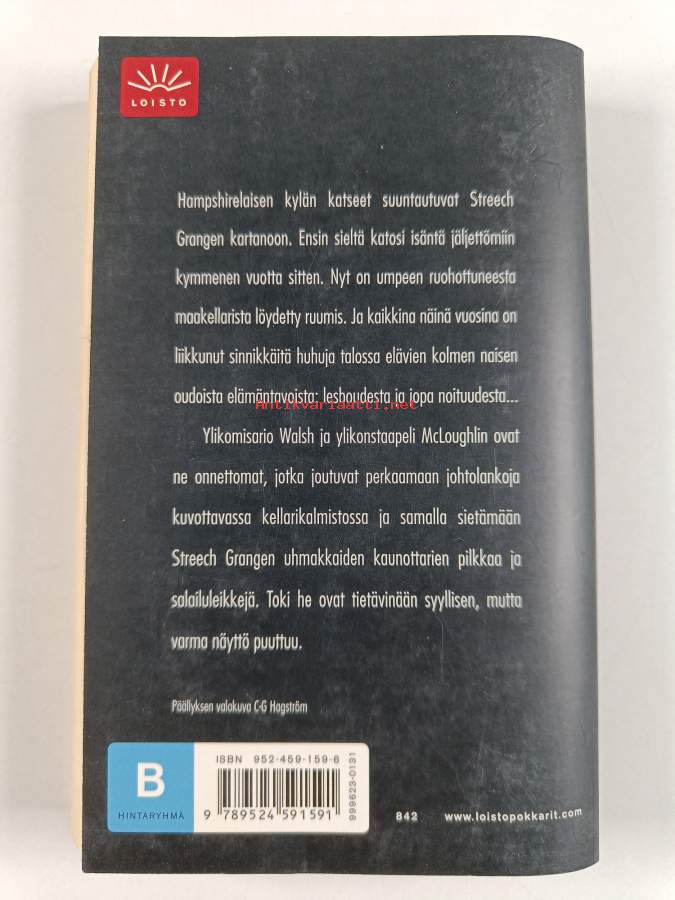 LOISTO
Hampshireläisen kylän katseet suuntautuvat Streech
Grangen kartanoon. Ensin sieltä katosi isäntä jäljettömiin
kymmenen vuotta sitten. Nyt on umpeen ruohottuneesta
maakellarista löydetty ruumis. Ja kaikkina näinä vuosina on
liikkunut sinnikkäitä huhuja talossa elävien kolmen naisen
oudoista elämäntavoista: lesboudesta ja jopa noituudesta...
Antikvariaatti.net
Ylikomisario Walsh ja ylikonstaapeli McLoughlin ovat
ne onnettomat, jotka joutuvat perkaamaan johtolankoja
kuvottavassa kellarikalmistossa ja samalla sietämään
Streech Grangen uhmakkaiden kaunottarien pilkkaa ja
salailuleikkejä. Toki he ovat tietävinään syyllisen, mutta
varma näyttö puuttuu.
Päällyksen valokuva C-G Hagström
B
HINTARYHMÄ
ISBN 952-459-159-6
9 789524 591591
999623-0131
842 www.loistopokkarit.com